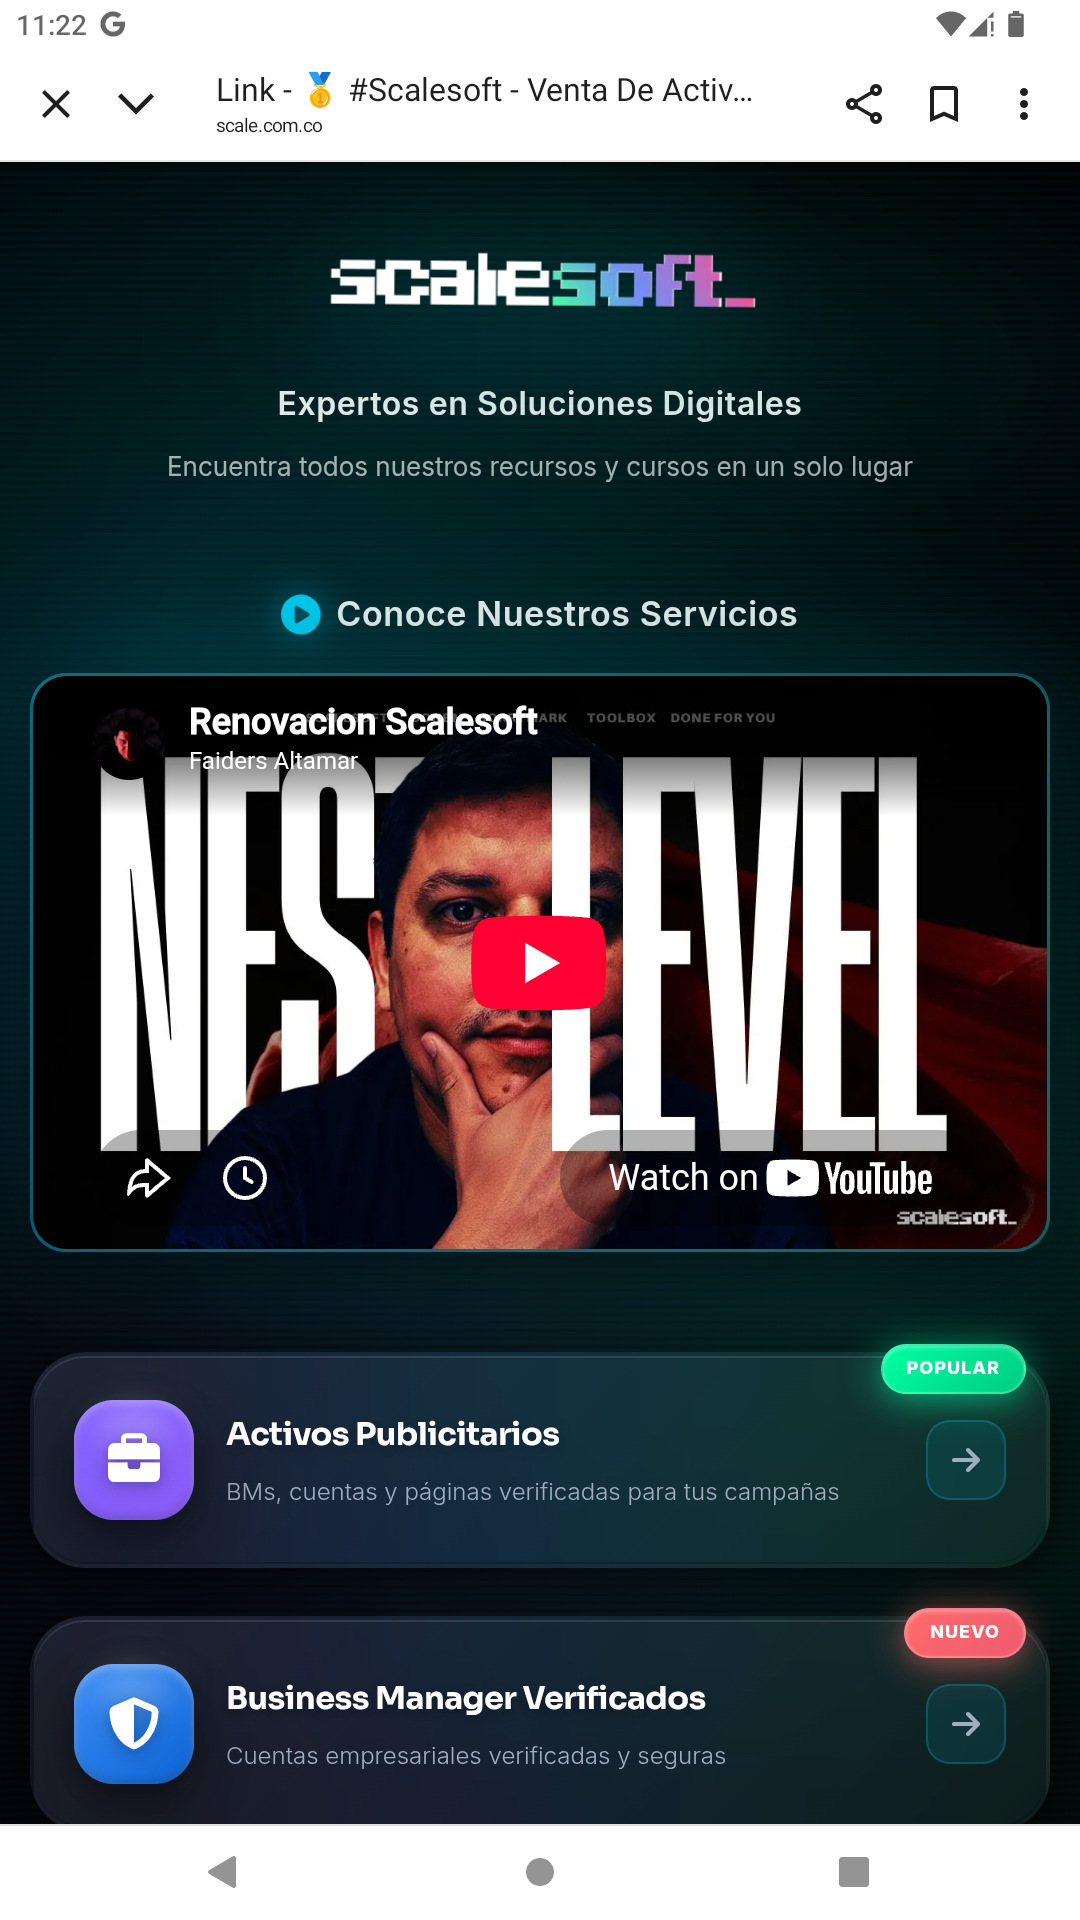 11:22
Link - 🥇 #Scalesoft - Venta De Activ...
scale.com.co
scalesoft_
Expertos en Soluciones Digitales
Encuentra todos nuestros recursos y cursos en un solo lugar
Conoce Nuestros Servicios
Renovacion Scalesoft
TOOLBOX DONE FOR YOU
Faiders Altamar
NEST LEVEL
Watch on YouTube
scalesoft_
POPULAR
Activos Publicitarios
BMs, cuentas y páginas verificadas para tus campañas
NUEVO
Business Manager Verificados
Cuentas empresariales verificadas y seguras